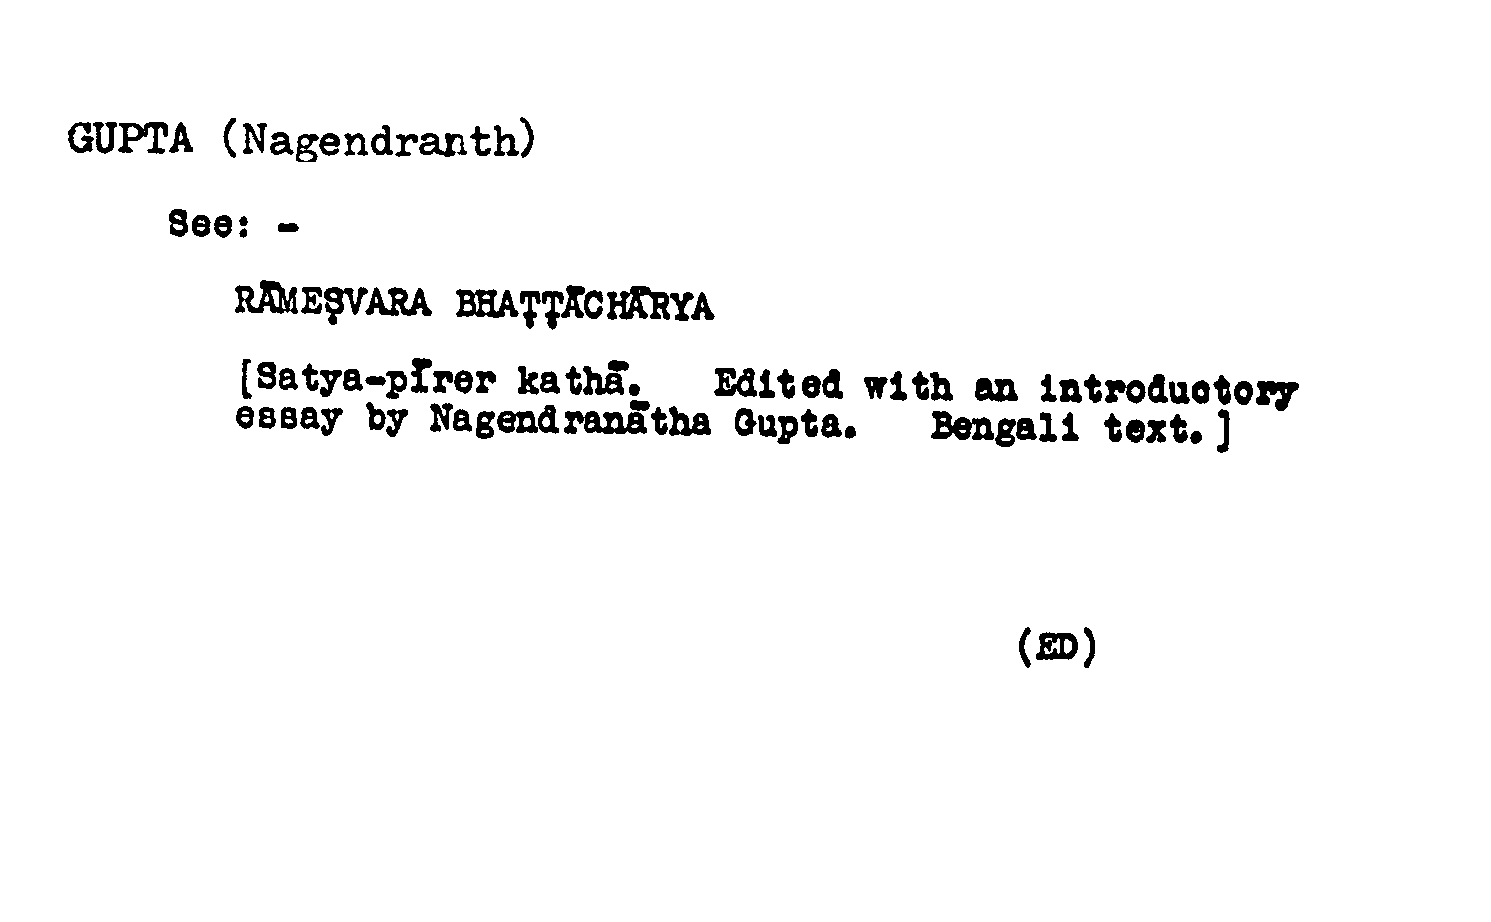 GUPTA (Nagendranth)
See: -
RĀMEṢVARA BHAṬṬĀCHĀRYA
[Satya-pīrer kathā. Edited with an introductory
essay by Nagendranātha Gupta. Bengali text.]
(ED)